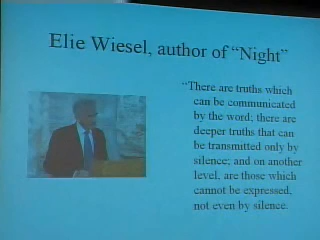 Elie Wiesel, author of “Night”
“There are truths which
can be communicated
by the word; there are
deeper truths that can
be transmitted only by
silence; and on another
level, are those which
cannot be expressed,
not even by silence.